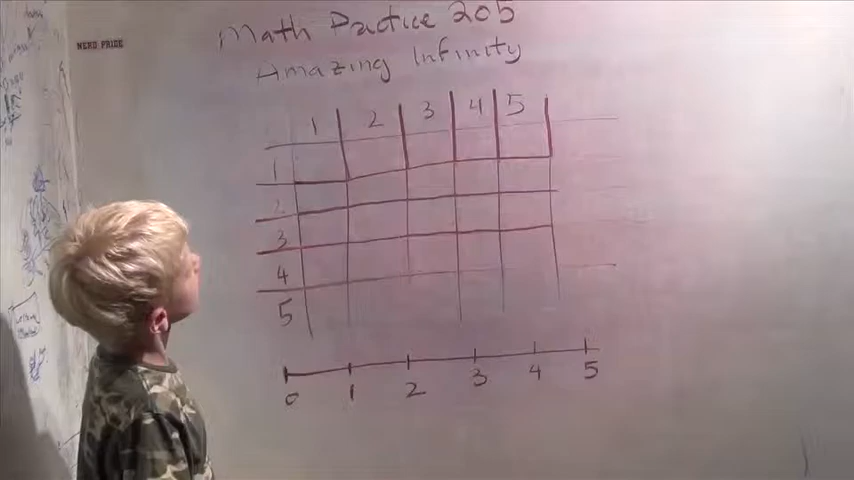 NERD PRIDE
Math Practice 205
Amazing Infinity
1 2 3 4 5
1
2
3
4
5
0 1 2 3 4 5